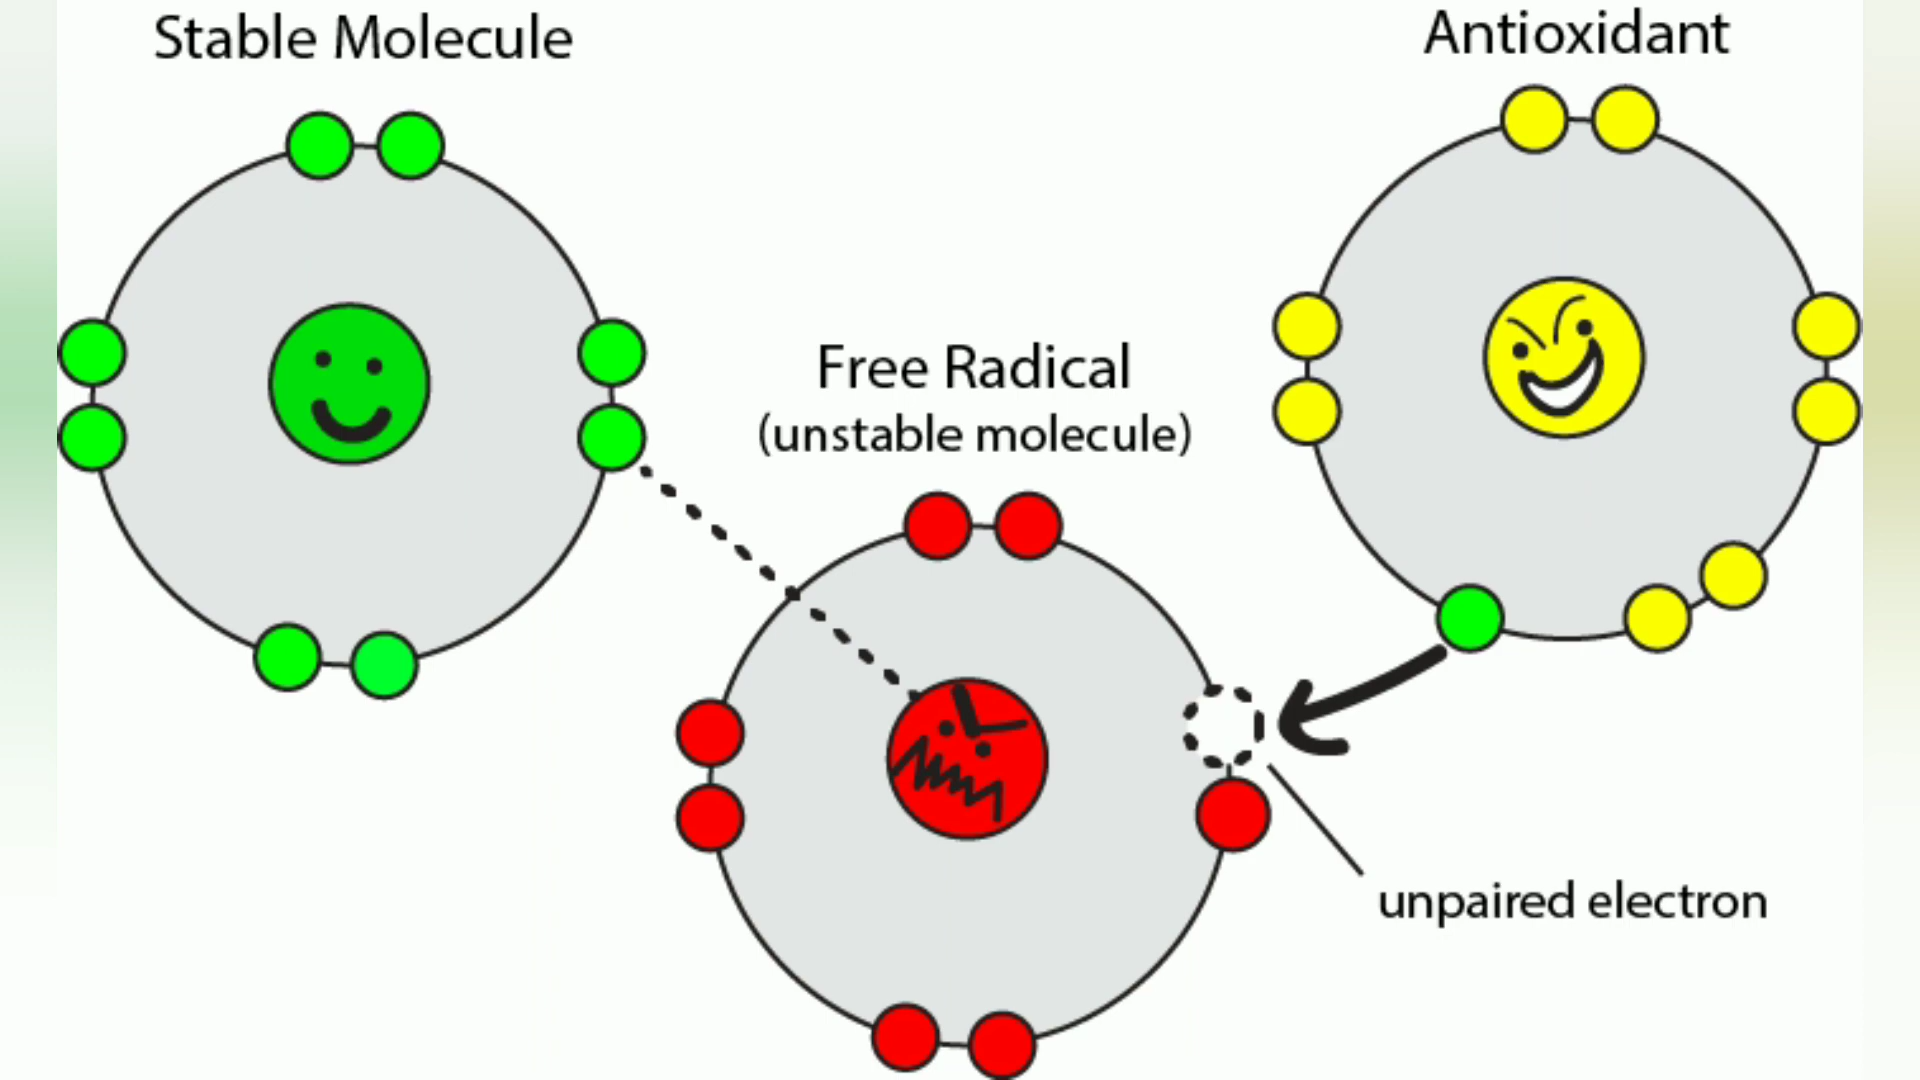 Stable Molecule
Antioxidant
Free Radical
(unstable molecule)
unpaired electron